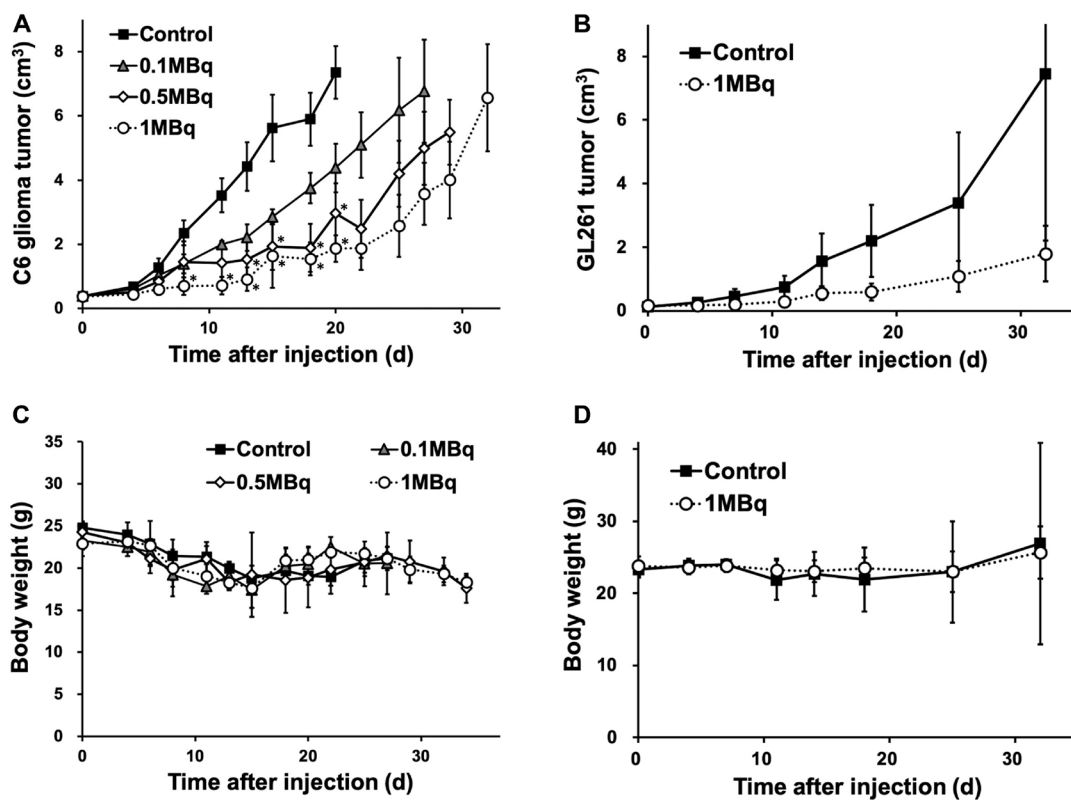 A
C6 glioma tumor (cm³)
8
6
4
2
0
Control
0.1MBq
0.5MBq
1MBq
* * * * * * * * *
0 10 20 30
Time after injection (d)
B
GL261 tumor (cm³)
8
6
4
2
0
Control
1MBq
0 10 20 30
Time after injection (d)
C
Body weight (g)
35
30
25
20
15
10
5
0
Control 0.1MBq
0.5MBq 1MBq
0 10 20 30
Time after injection (d)
D
Body weight (g)
40
30
20
10
0
Control
1MBq
0 10 20 30
Time after injection (d)